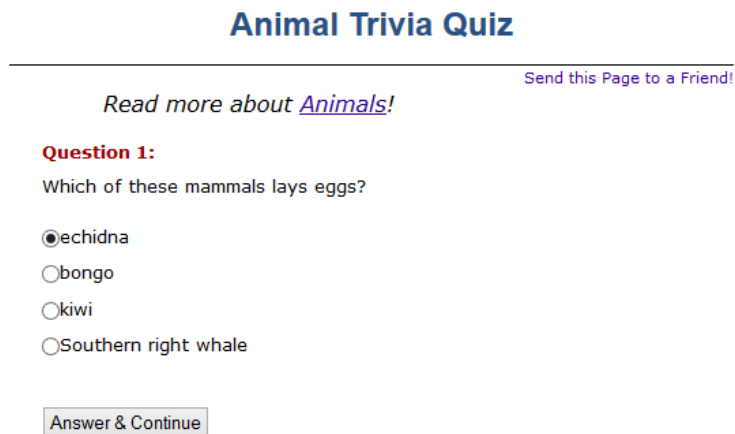 Animal Trivia Quiz
Send this Page to a Friend!
Read more about Animals!
Question 1:
Which of these mammals lays eggs?
echidna
bongo
kiwi
Southern right whale
Answer & Continue